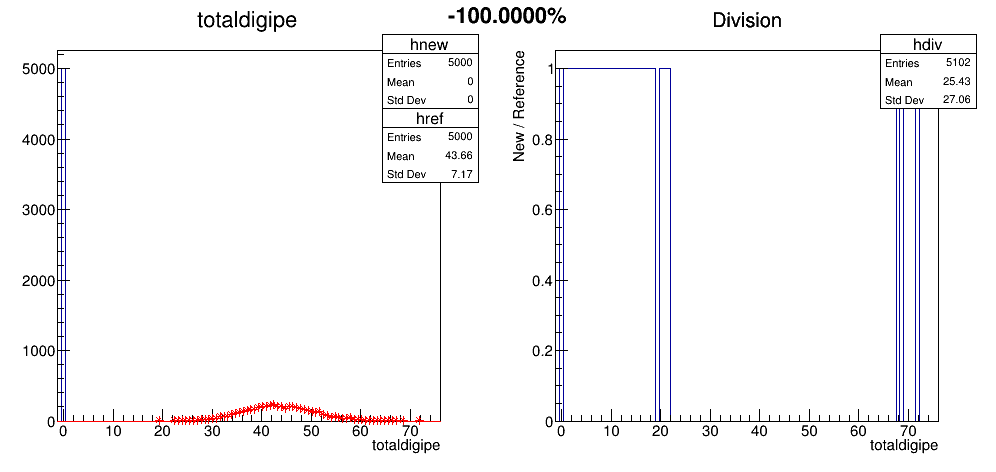 -100.0000%
totaldigipe
hnew
Entries 5000
Mean 0
Std Dev 0
href
Entries 5000
Mean 43.66
Std Dev 7.17
5000
4000
3000
2000
1000
0
0 10 20 30 40 50 60 70
totaldigipe
Division
hdiv
Entries 5102
Mean 25.43
Std Dev 27.06
New / Reference
1
0.8
0.6
0.4
0.2
0
0 10 20 30 40 50 60 70
totaldigipe